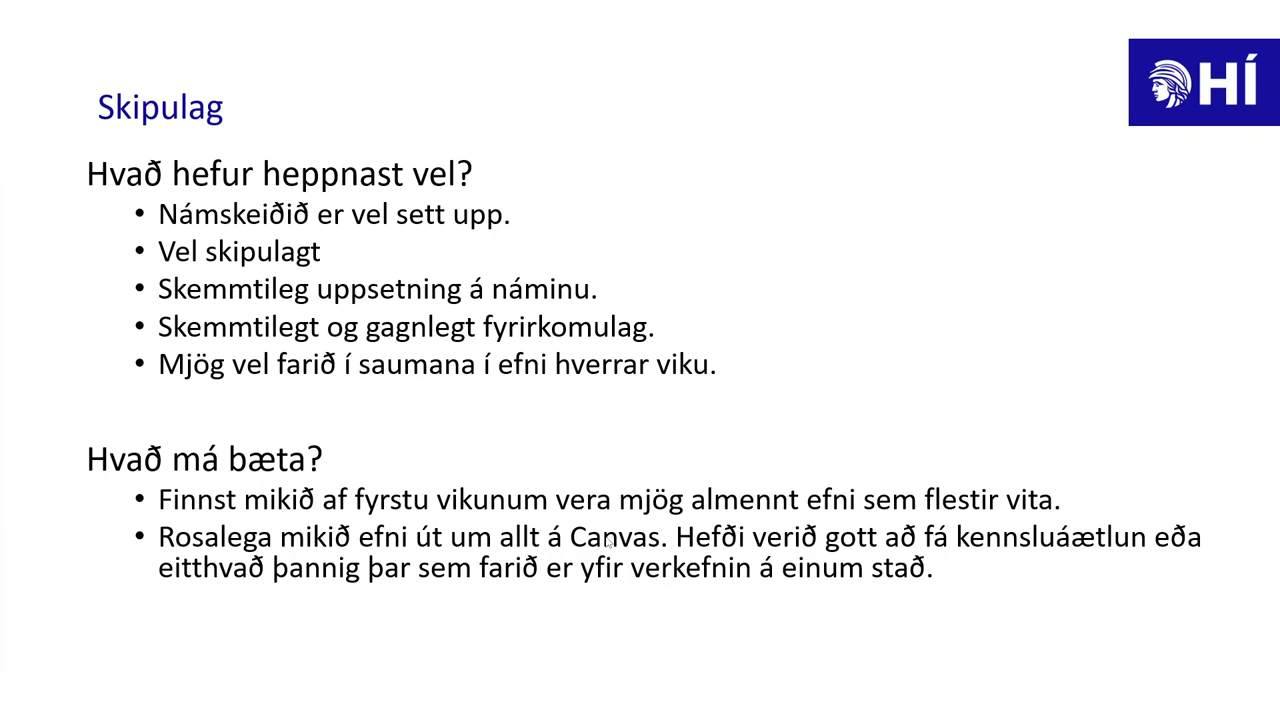 HÍ
Skipulag
Hvað hefur heppnast vel?
• Námskeiðið er vel sett upp.
• Vel skipulagt
• Skemmtileg uppsetning á náminu.
• Skemmtilegt og gagnlegt fyrirkomulag.
• Mjög vel farið í saumana í efni hverrar viku.
Hvað má bæta?
• Finnst mikið af fyrstu vikunum vera mjög almennt efni sem flestir vita.
• Rosalega mikið efni út um allt á Canvas. Hefði verið gott að fá kennsluáætlun eða
eitthvað þannig þar sem farið er yfir verkefnin á einum stað.